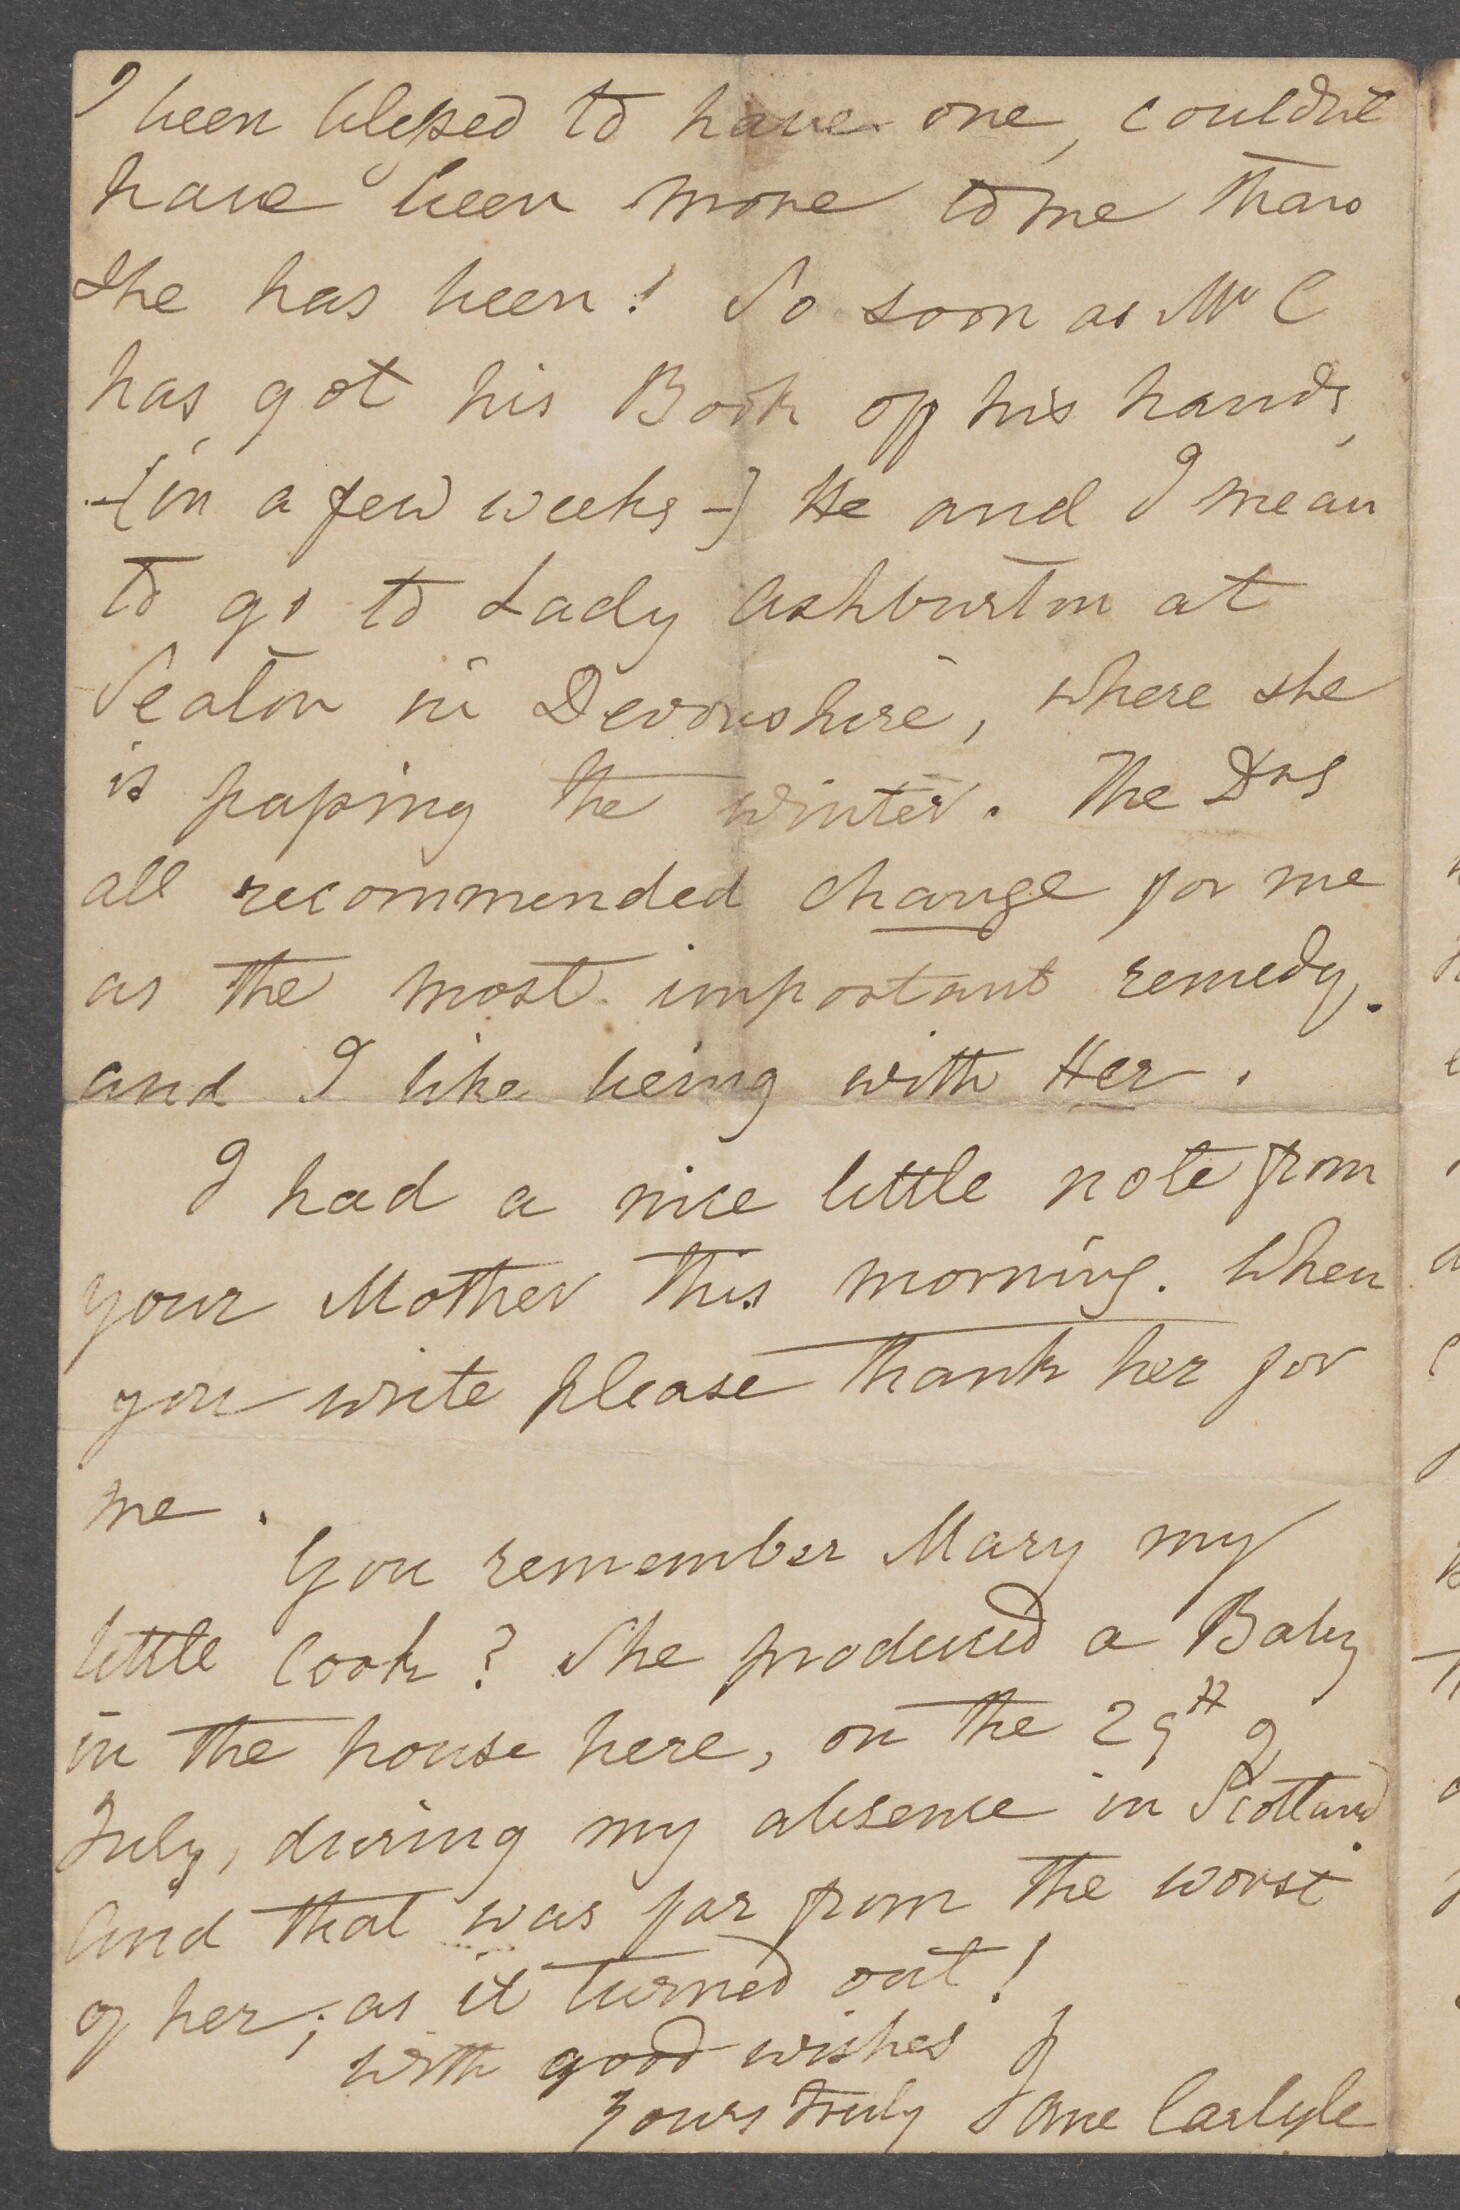 I been blessed to have one, couldnt
have been more to me than
she has been! So soon as Mr C
has got his Book off his hands,
-(in a few weeks-) He and I mean
to go to Lady Ashburton at
Seaton in Devonshire, where she
is passing the winter. The Drs
all recommended change for me
as the most important remedy.
and I like being with Her.
I had a nice little note from
your Mother this morning. When
you write please thank her for
me.
You remember Mary my
little cook? She produced a Baby
in the house here, on the 29th of
July, during my absence in Scotland.
And that was far from the worst
of her; as it turned out!
With good wishes
Yours truly Jane Carlyle